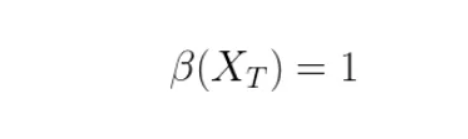 β(X_T) = 1